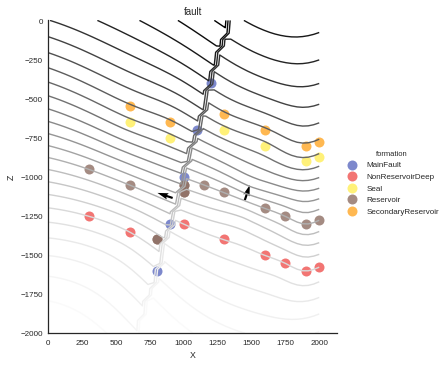 fault
0
−250
−500
−750
−1000
−1250
−1500
−1750
−2000
Z
0 250 500 750 1000 1250 1500 1750 2000
X
formation
MainFault
NonReservoirDeep
Seal
Reservoir
SecondaryReservoir